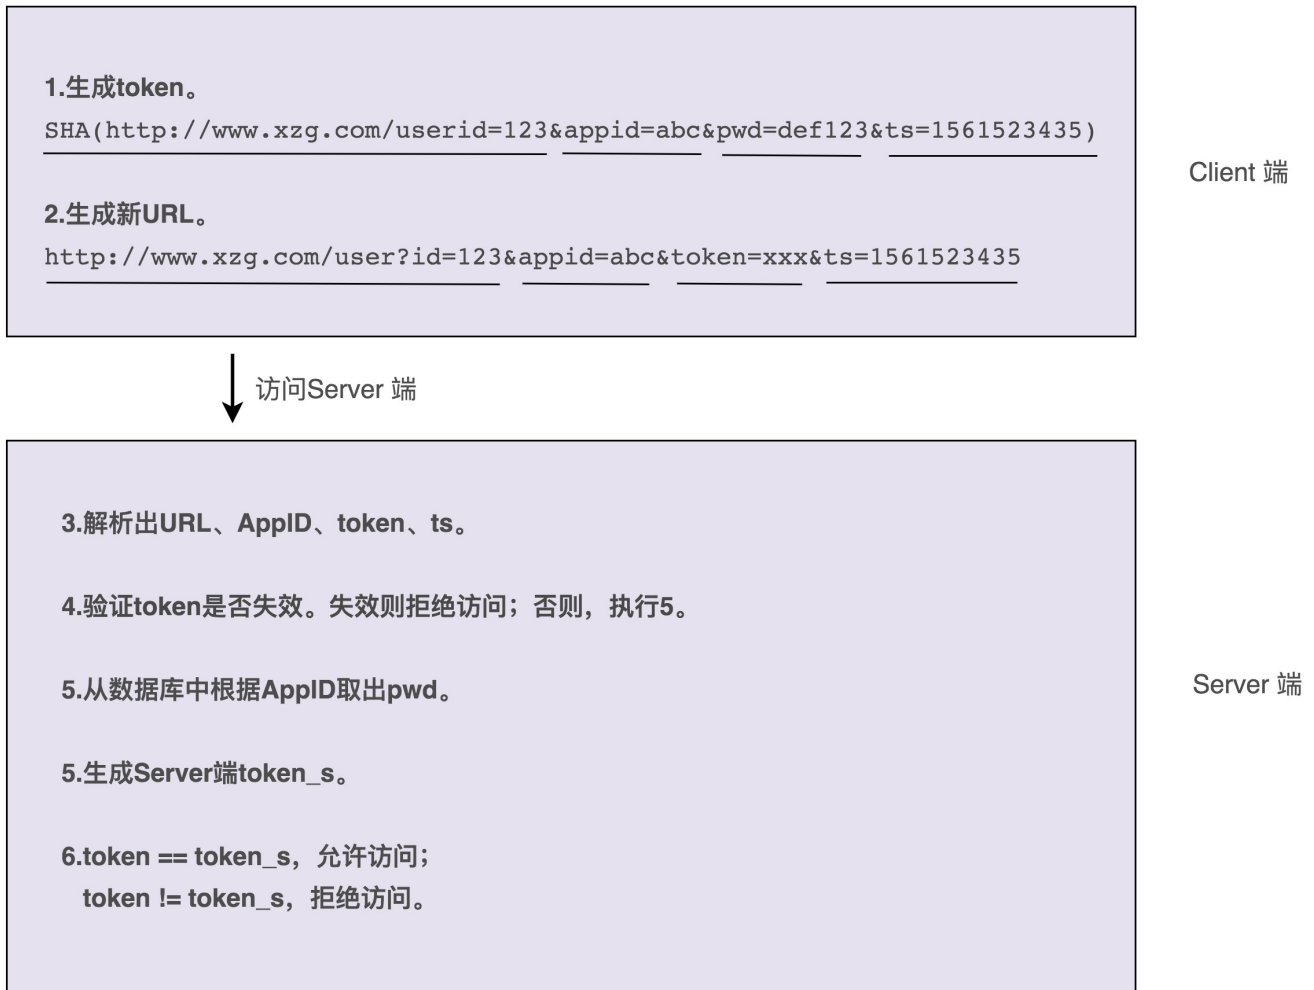 1.生成token。
SHA(http://www.xzg.com/userid=123&appid=abc&pwd=def123&ts=1561523435)
2.生成新URL。
http://www.xzg.com/user?id=123&appid=abc&token=xxx&ts=1561523435
Client 端
访问Server 端
3.解析出URL、AppID、token、ts。
4.验证token是否失效。失效则拒绝访问；否则，执行5。
5.从数据库中根据AppID取出pwd。
Server 端
5.生成Server端token_s。
6.token == token_s，允许访问；
token != token_s，拒绝访问。